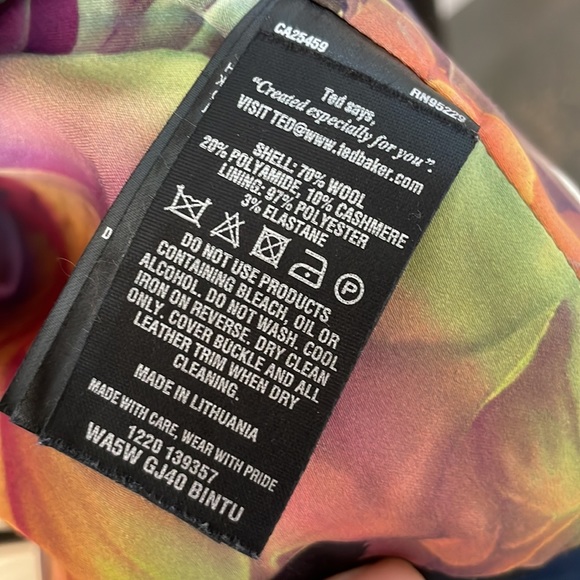 CA25459
RN95229
Ted says,
"Created especially for you".
VISIT TED@www.tedbaker.com
SHELL: 70% WOOL
20% POLYAMIDE, 10% CASHMERE
LINING: 97% POLYESTER
3% ELASTANE
P
DO NOT USE PRODUCTS
CONTAINING BLEACH, OIL OR
ALCOHOL. DO NOT WASH, COOL
IRON ON REVERSE. DRY CLEAN
ONLY. COVER BUCKLE AND ALL
LEATHER TRIM WHEN DRY
CLEANING.
MADE IN LITHUANIA
MADE WITH CARE, WEAR WITH PRIDE
1220 139357
WA5W GJ40 BINTU
D